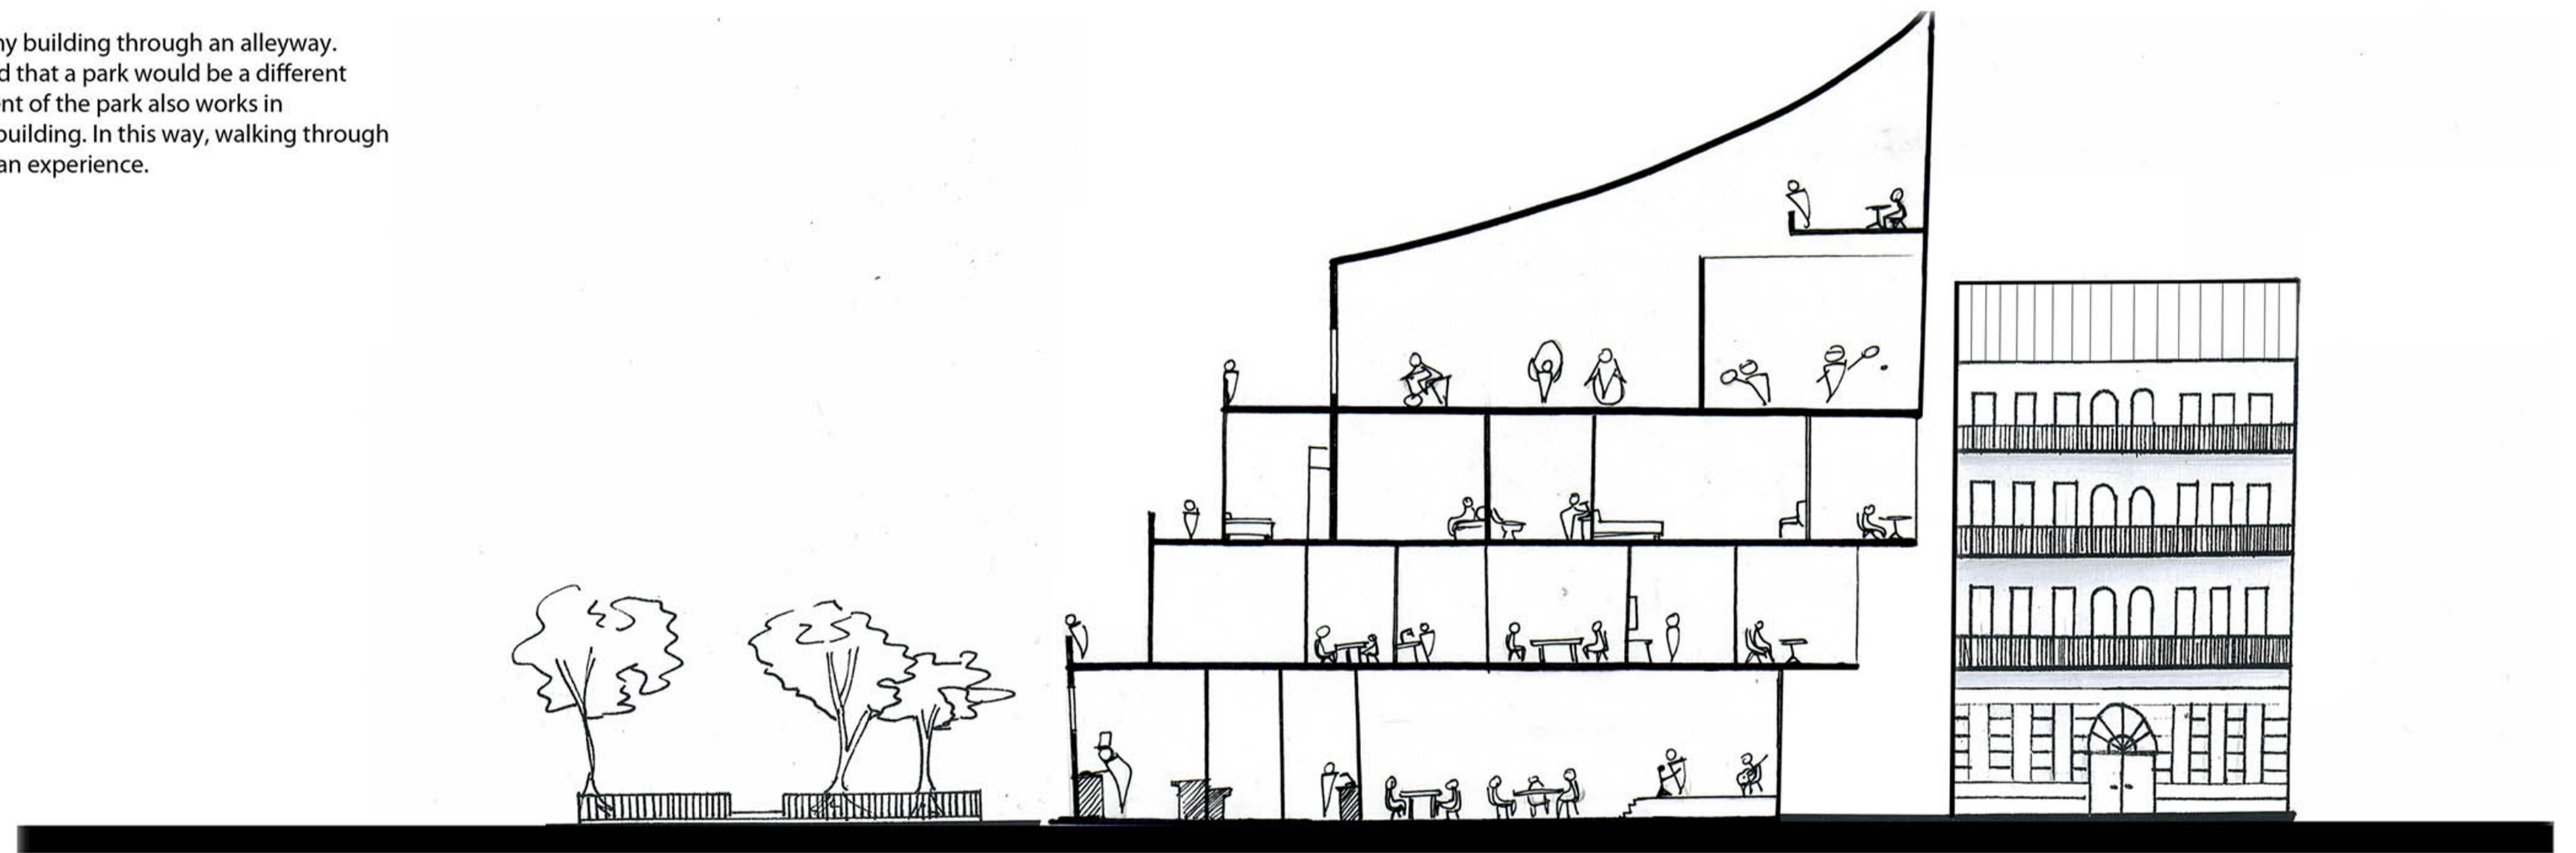 ny building through an alleyway.
d that a park would be a different
nt of the park also works in
building. In this way, walking through
an experience.